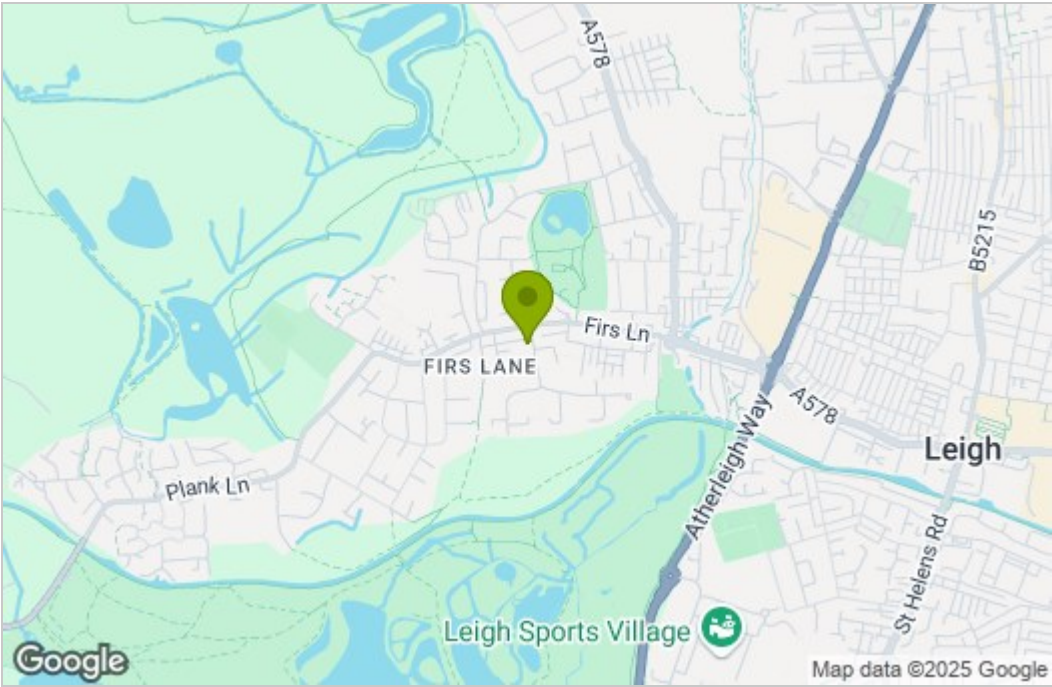 A578
B5215
Firs Ln
FIRS LANE
A578
Atherleigh Way
Leigh
Plank Ln
St Helens Rd
Leigh Sports Village
Google
Map data ©2025 Google